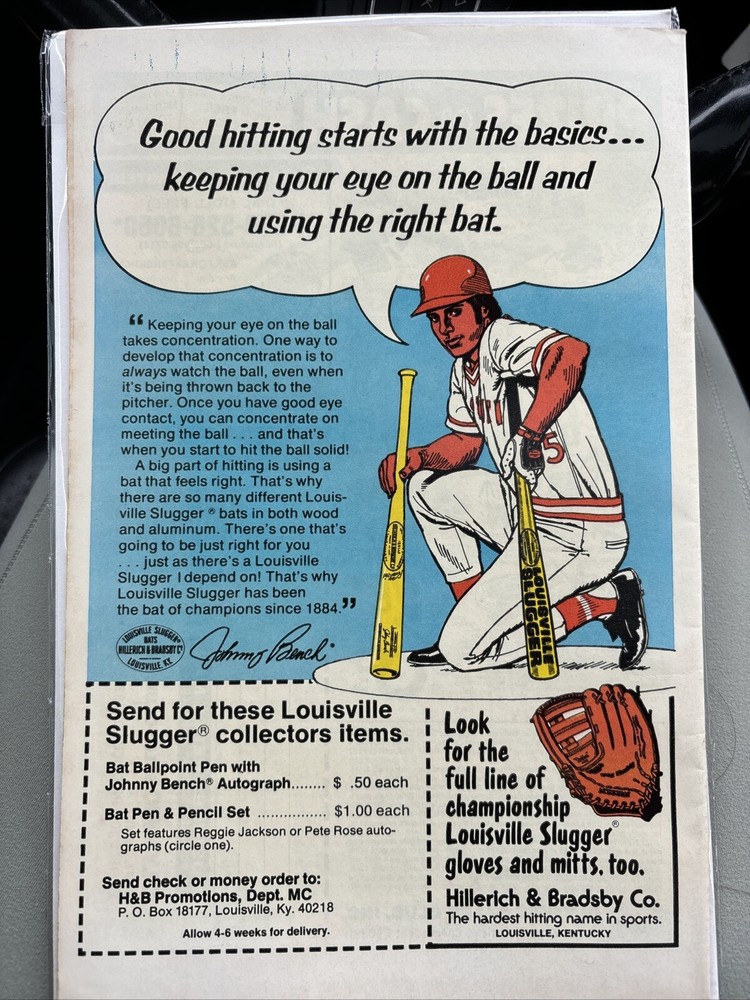 Good hitting starts with the basics...
keeping your eye on the ball and
using the right bat.
“ Keeping your eye on the ball
takes concentration. One way to
develop that concentration is to
always watch the ball, even when
it's being thrown back to the
pitcher. Once you have good eye
contact, you can concentrate on
meeting the ball . . . and that's
when you start to hit the ball solid!
A big part of hitting is using a
bat that feels right. That's why
there are so many different Louis-
ville Slugger ® bats in both wood
and aluminum. There's one that's
going to be just right for you
. . . just as there's a Louisville
Slugger I depend on! That's why
Louisville Slugger has been
the bat of champions since 1884.”
LOUISVILLE SLUGGER®
BATS
HILLERICH & BRADSBY Co
LOUISVILLE, KY.
Johnny Bench
5
LOUISVILLE
SLUGGER
Send for these Louisville
Slugger® collectors items.
Bat Ballpoint Pen with
Johnny Bench® Autograph........ $ .50 each
Bat Pen & Pencil Set ................ $1.00 each
Set features Reggie Jackson or Pete Rose auto-
graphs (circle one).
Send check or money order to:
H&B Promotions, Dept. MC
P. O. Box 18177, Louisville, Ky. 40218
Allow 4-6 weeks for delivery.
Look
for the
full line of
championship
Louisville Slugger®
gloves and mitts, too.
Hillerich & Bradsby Co.
The hardest hitting name in sports.
LOUISVILLE, KENTUCKY